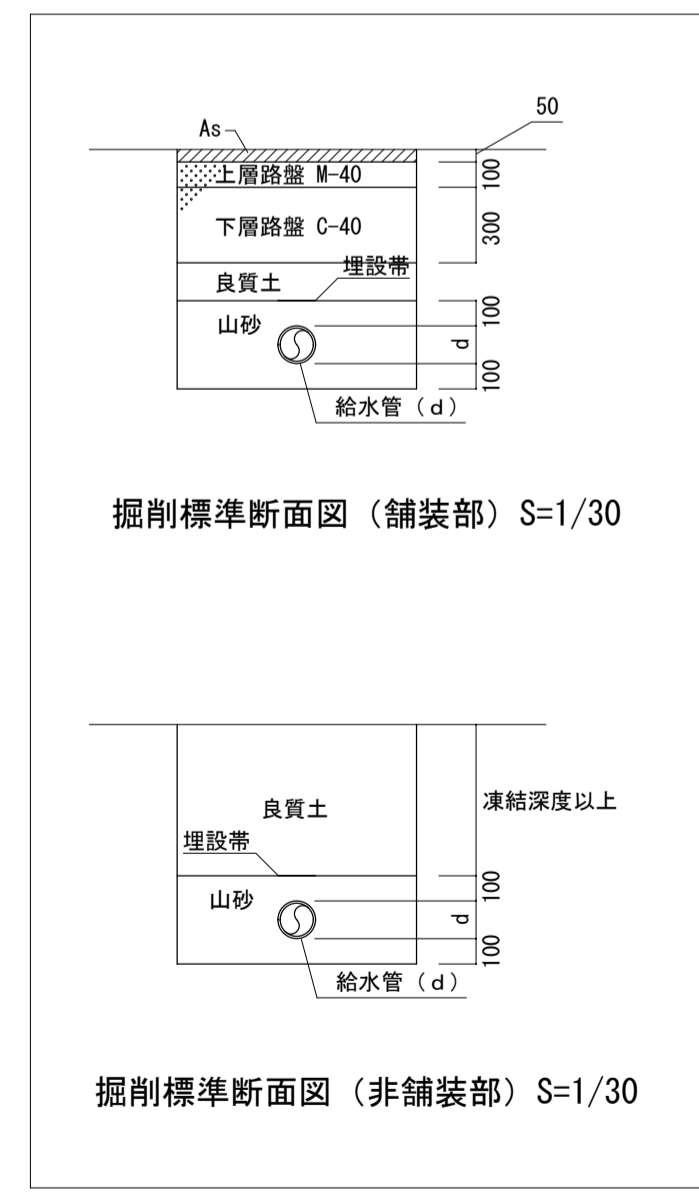 50
As
上層路盤 M-40
100
下層路盤 C-40
300
埋設帯
良質土
山砂
100
d
100
給水管（d）
掘削標準断面図（舗装部）S=1/30
良質土
凍結深度以上
埋設帯
山砂
100
d
100
給水管（d）
掘削標準断面図（非舗装部）S=1/30